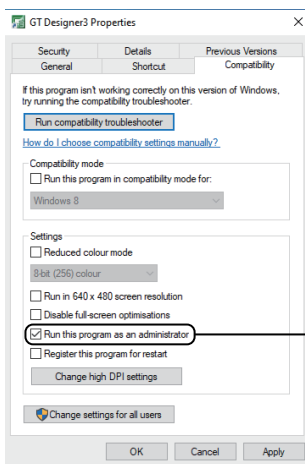 GT Designer3 Properties
Security Details Previous Versions
General Shortcut Compatibility
If this program isn't working correctly on this version of Windows,
try running the compatibility troubleshooter.
Run compatibility troubleshooter
How do I choose compatibility settings manually?
Compatibility mode
Run this program in compatibility mode for:
Windows 8
Settings
Reduced colour mode
8-bit (256) colour
Run in 640 x 480 screen resolution
Disable full-screen optimisations
Run this program as an administrator
Register this program for restart
Change high DPI settings
Change settings for all users
OK Cancel Apply